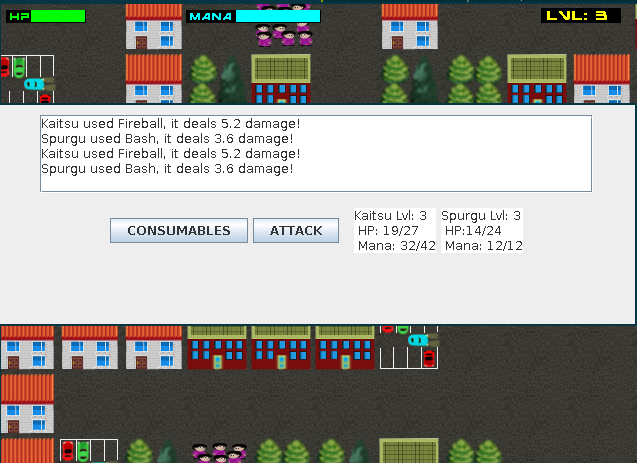 HP
MANA
LVL: 3
Kaitsu used Fireball, it deals 5.2 damage!
Spurgu used Bash, it deals 3.6 damage!
Kaitsu used Fireball, it deals 5.2 damage!
Spurgu used Bash, it deals 3.6 damage!
CONSUMABLES
ATTACK
Kaitsu Lvl: 3
HP: 19/27
Mana: 32/42
Spurgu Lvl: 3
HP:14/24
Mana: 12/12